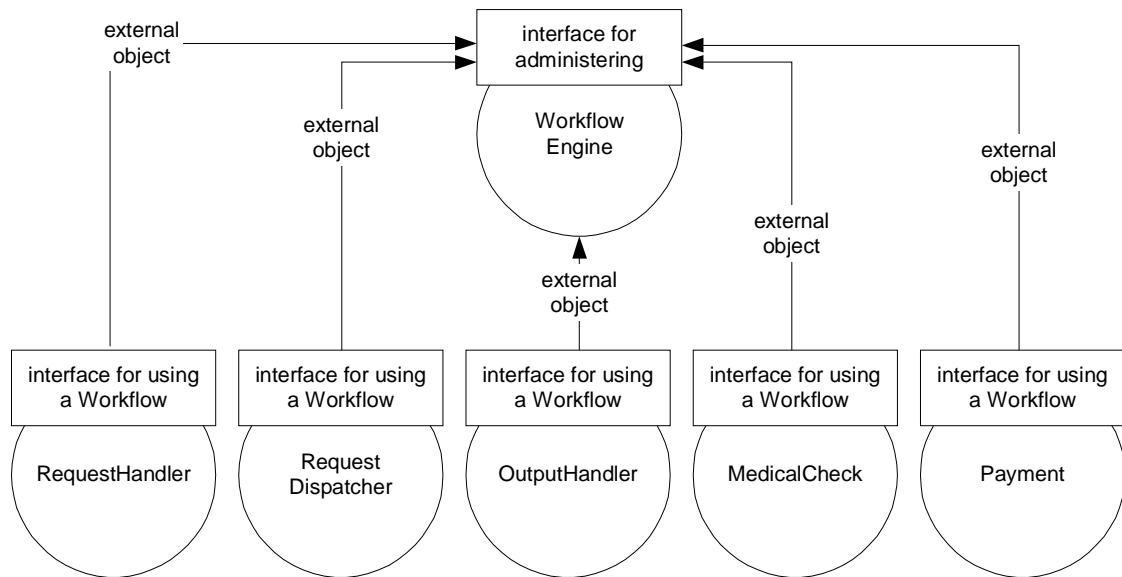 external
object
interface for
administering
Workflow
Engine
external
object
external
object
external
object
external
object
interface for using
a Workflow
interface for using
a Workflow
interface for using
a Workflow
interface for using
a Workflow
interface for using
a Workflow
RequestHandler
Request
Dispatcher
OutputHandler
MedicalCheck
Payment